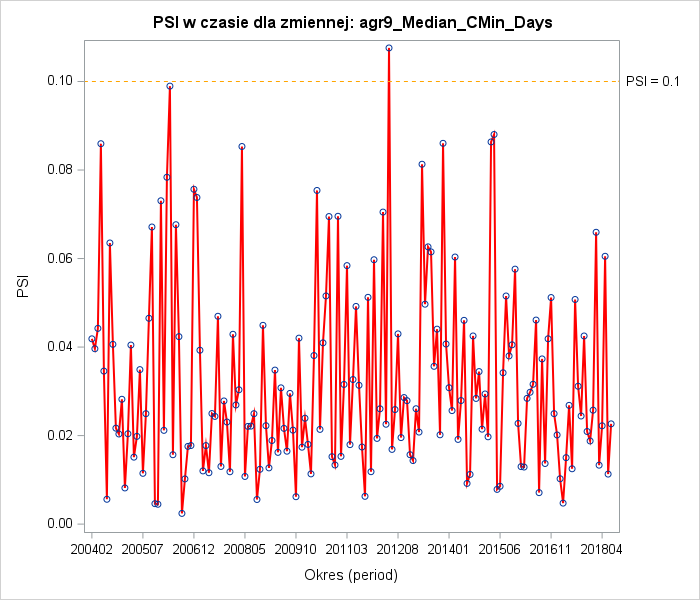 PSI w czasie dla zmiennej: agr9_Median_CMin_Days
0.10
PSI = 0.1
0.08
0.06
PSI
0.04
0.02
0.00
200402 200507 200612 200805 200910 201103 201208 201401 201506 201611 201804
Okres (period)